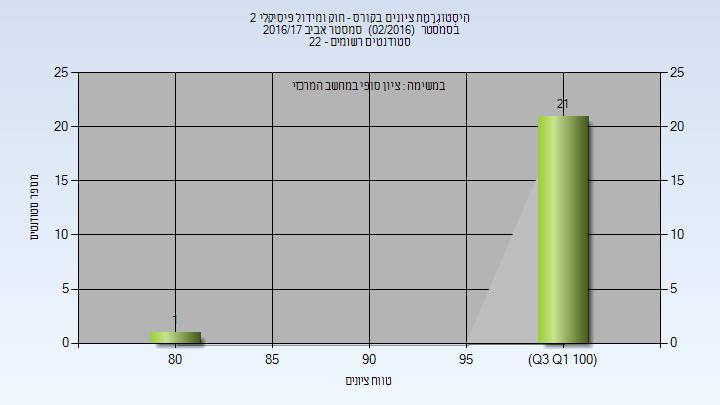 היסטוגרמת ציונים בקורס - חוק ומידול פיסיקלי 2
בסמסטר (02/2016) סמסטר אביב 2016/17
סטודנטים רשומים - 22
במשימה : ציון סופי במחשב המרכזי
25 25
20 20
15 15
10 10
5 5
0 0
21
1
מספר סטודנטים
80 85 90 95 (Q3 Q1 100)
טווח ציונים